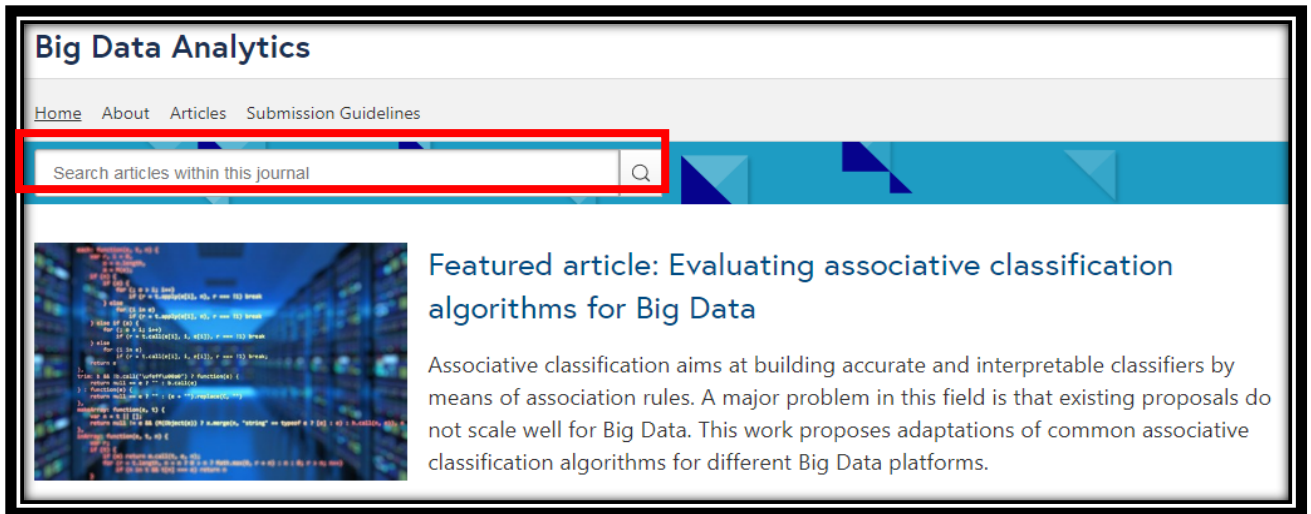 Big Data Analytics
Home About Articles Submission Guidelines
Search articles within this journal
Featured article: Evaluating associative classification
algorithms for Big Data
Associative classification aims at building accurate and interpretable classifiers by
means of association rules. A major problem in this field is that existing proposals do
not scale well for Big Data. This work proposes adaptations of common associative
classification algorithms for different Big Data platforms.